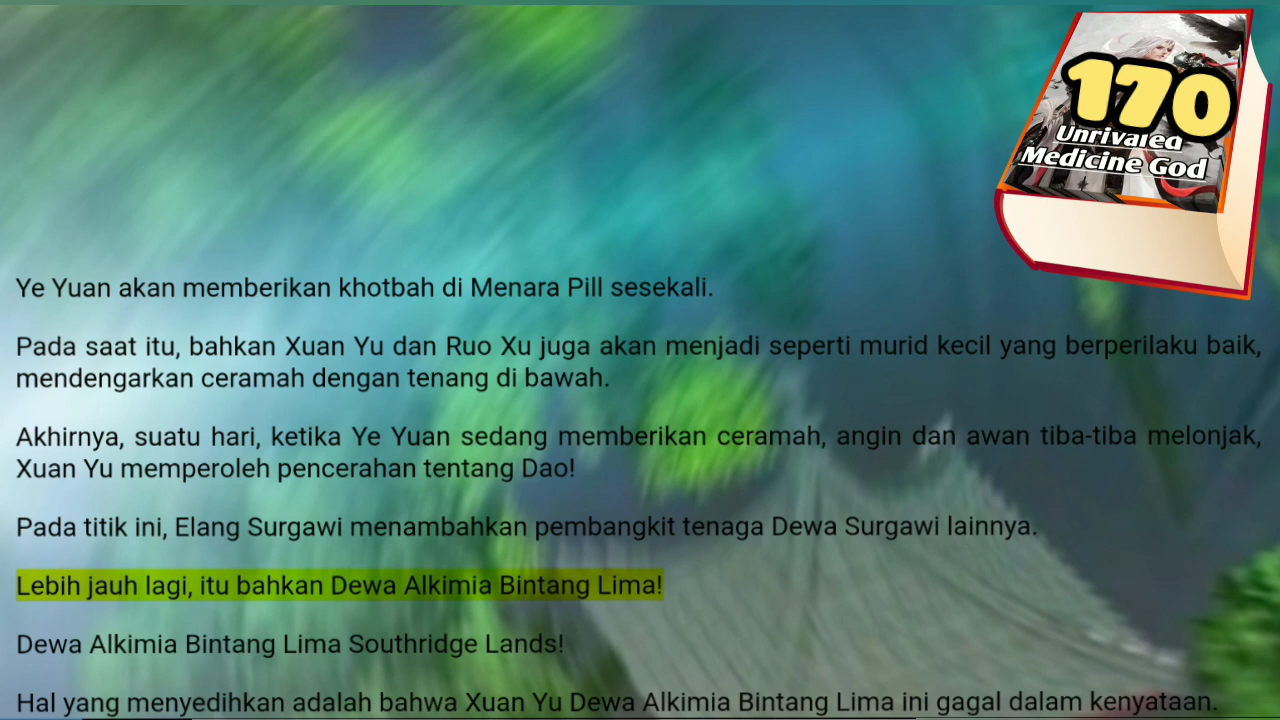 170
Unrivaled
Medicine God
Ye Yuan akan memberikan khotbah di Menara Pill sesekali.
Pada saat itu, bahkan Xuan Yu dan Ruo Xu juga akan menjadi seperti murid kecil yang berperilaku baik,
mendengarkan ceramah dengan tenang di bawah.
Akhirnya, suatu hari, ketika Ye Yuan sedang memberikan ceramah, angin dan awan tiba-tiba melonjak,
Xuan Yu memperoleh pencerahan tentang Dao!
Pada titik ini, Elang Surgawi menambahkan pembangkit tenaga Dewa Surgawi lainnya.
Lebih jauh lagi, itu bahkan Dewa Alkimia Bintang Lima!
Dewa Alkimia Bintang Lima Southridge Lands!
Hal yang menyedihkan adalah bahwa Xuan Yu Dewa Alkimia Bintang Lima ini gagal dalam kenyataan.